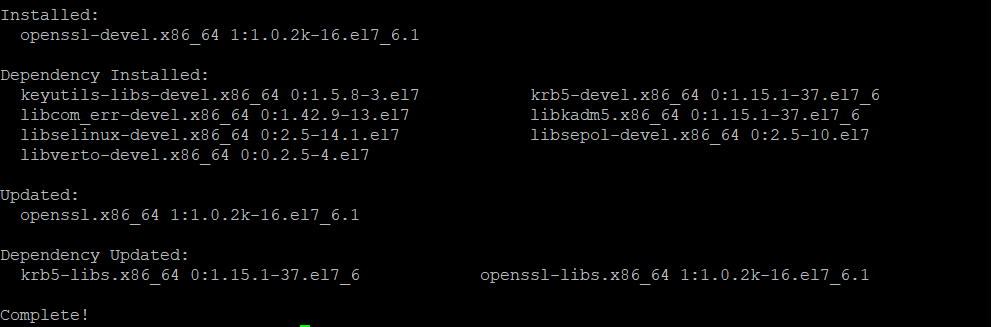 Installed:
openssl-devel.x86_64 1:1.0.2k-16.el7_6.1
Dependency Installed:
keyutils-libs-devel.x86_64 0:1.5.8-3.el7 krb5-devel.x86_64 0:1.15.1-37.el7_6
libcom_err-devel.x86_64 0:1.42.9-13.el7 libkadm5.x86_64 0:1.15.1-37.el7_6
libselinux-devel.x86_64 0:2.5-14.1.el7 libsepol-devel.x86_64 0:2.5-10.el7
libverto-devel.x86_64 0:0.2.5-4.el7
Updated:
openssl.x86_64 1:1.0.2k-16.el7_6.1
Dependency Updated:
krb5-libs.x86_64 0:1.15.1-37.el7_6 openssl-libs.x86_64 1:1.0.2k-16.el7_6.1
Complete!